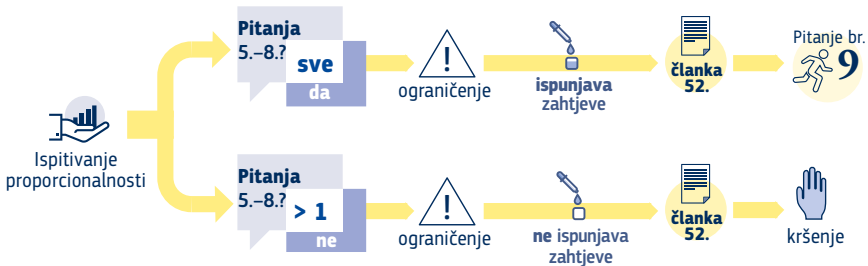 Ispitivanje
proporcionalnosti
Pitanja
5.–8.?
sve
da
ograničenje
ispunjava
zahtjeve
članka
52.
Pitanje br.
9
Pitanja
5.–8.?
> 1
ne
ograničenje
ne ispunjava
zahtjeve
članka
52.
kršenje